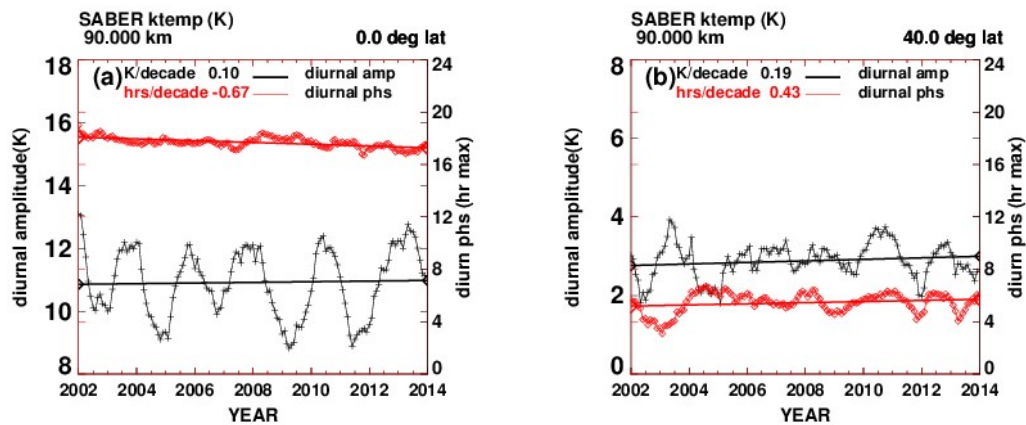 SABER ktemp (K)
90.000 km 0.0 deg lat
(a) K/decade 0.10 diurnal amp
hrs/decade -0.67 diurnal phs
18
16
14
12
10
8
diurnal amplitude(K)
24
20
16
12
8
4
0
diurn phs (hr max)
2002 2004 2006 2008 2010 2012 2014
YEAR
SABER ktemp (K)
90.000 km 40.0 deg lat
(b) K/decade 0.19 diurnal amp
hrs/decade 0.43 diurnal phs
8
6
4
2
0
diurnal amplitude(K)
24
20
16
12
8
4
0
diurn phs (hr max)
2002 2004 2006 2008 2010 2012 2014
YEAR